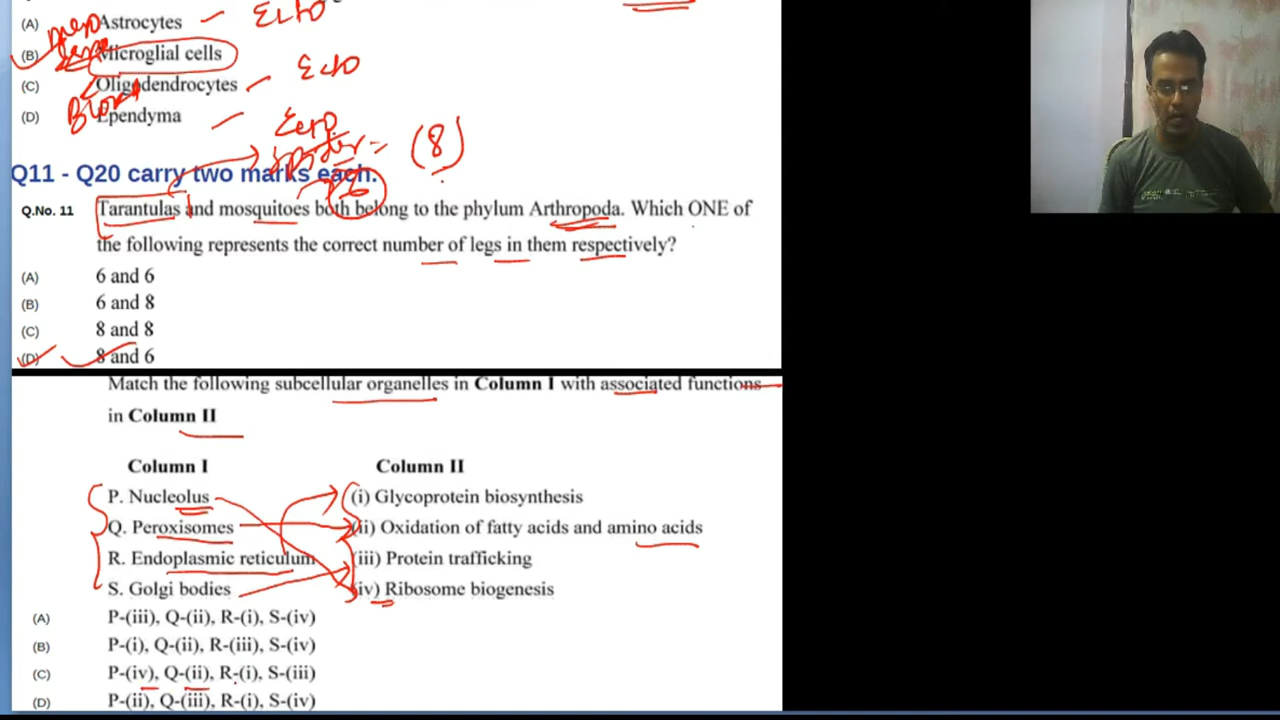 (A) Astrocytes - Ecto
(B) Microglial cells
(C) Oligodendrocytes - Ecto
(D) Ependyma -
Spider = (8)
Q11 - Q20 carry two marks each.
6
Q.No. 11 Tarantulas and mosquitoes both belong to the phylum Arthropoda. Which ONE of
the following represents the correct number of legs in them respectively?
(A) 6 and 6
(B) 6 and 8
(C) 8 and 8
(D) 8 and 6
Match the following subcellular organelles in Column I with associated functions
in Column II
Column I Column II
P. Nucleolus (i) Glycoprotein biosynthesis
Q. Peroxisomes (ii) Oxidation of fatty acids and amino acids
R. Endoplasmic reticulum (iii) Protein trafficking
S. Golgi bodies (iv) Ribosome biogenesis
(A) P-(iii), Q-(ii), R-(i), S-(iv)
(B) P-(i), Q-(ii), R-(iii), S-(iv)
(C) P-(iv), Q-(ii), R-(i), S-(iii)
(D) P-(ii), Q-(iii), R-(i), S-(iv)